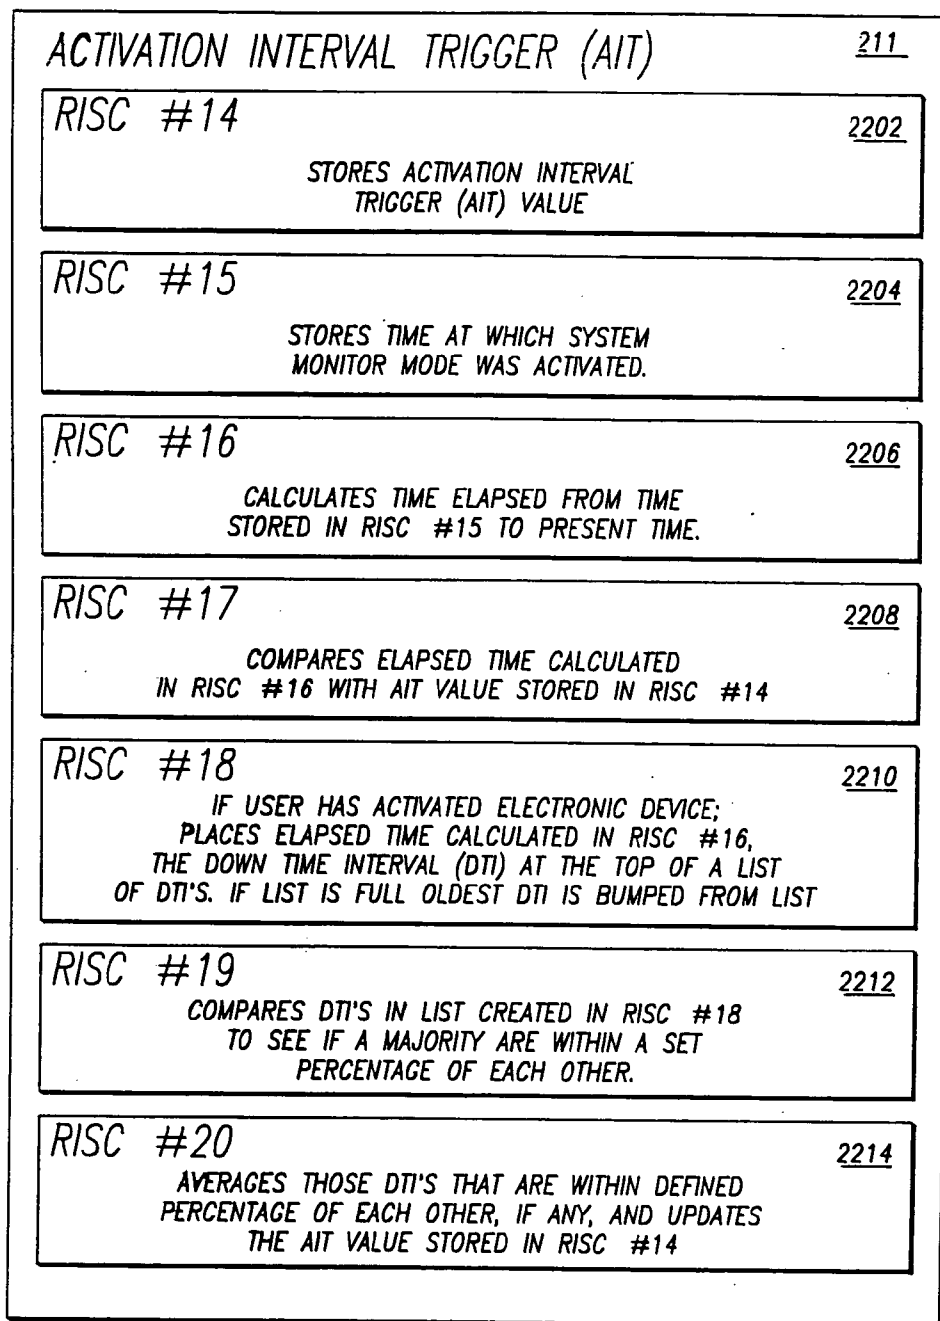 ACTIVATION INTERVAL TRIGGER (AIT) 211
RISC #14 2202
STORES ACTIVATION INTERVAL
TRIGGER (AIT) VALUE
RISC #15 2204
STORES TIME AT WHICH SYSTEM
MONITOR MODE WAS ACTIVATED.
RISC #16 2206
CALCULATES TIME ELAPSED FROM TIME
STORED IN RISC #15 TO PRESENT TIME.
RISC #17 2208
COMPARES ELAPSED TIME CALCULATED
IN RISC #16 WITH AIT VALUE STORED IN RISC #14
RISC #18 2210
IF USER HAS ACTIVATED ELECTRONIC DEVICE;
PLACES ELAPSED TIME CALCULATED IN RISC #16,
THE DOWN TIME INTERVAL (DTI) AT THE TOP OF A LIST
OF DTI'S. IF LIST IS FULL OLDEST DTI IS BUMPED FROM LIST
RISC #19 2212
COMPARES DTI'S IN LIST CREATED IN RISC #18
TO SEE IF A MAJORITY ARE WITHIN A SET
PERCENTAGE OF EACH OTHER.
RISC #20 2214
AVERAGES THOSE DTI'S THAT ARE WITHIN DEFINED
PERCENTAGE OF EACH OTHER, IF ANY, AND UPDATES
THE AIT VALUE STORED IN RISC #14